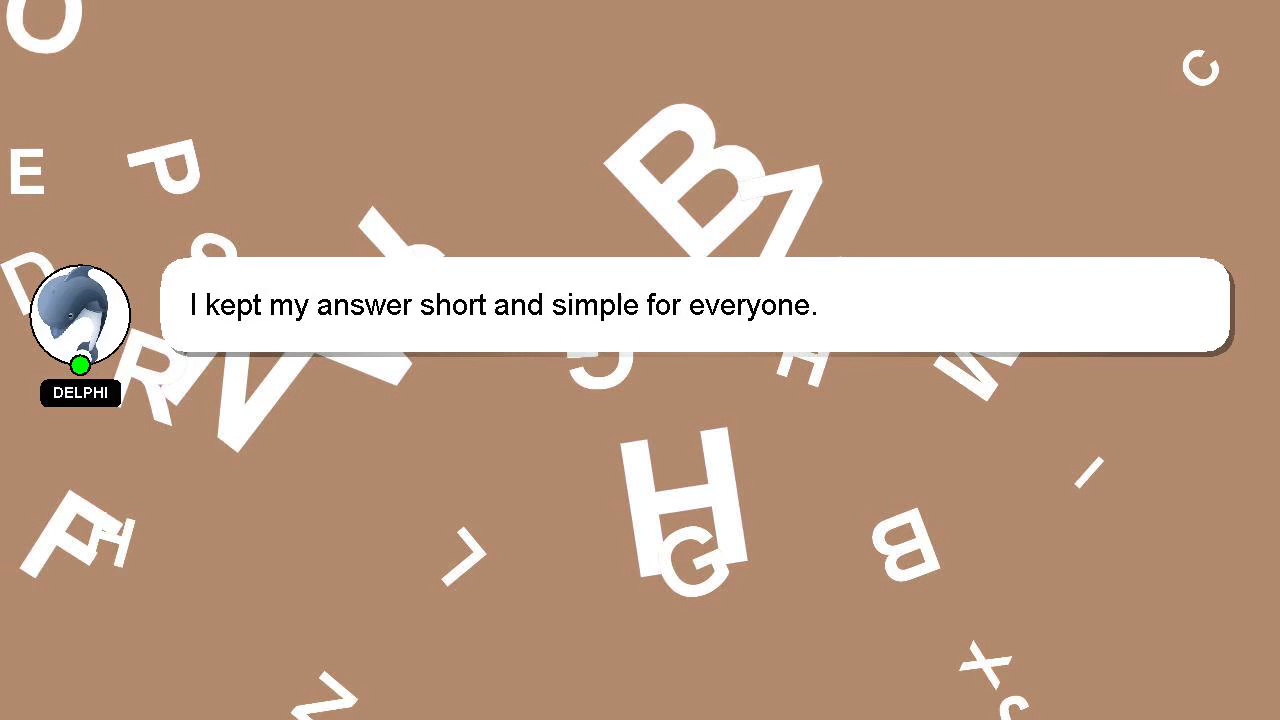 I kept my answer short and simple for everyone.
DELPHI
O
C
E
P
B
D
R
H
F
H
L
H
G
B
I
Z
X